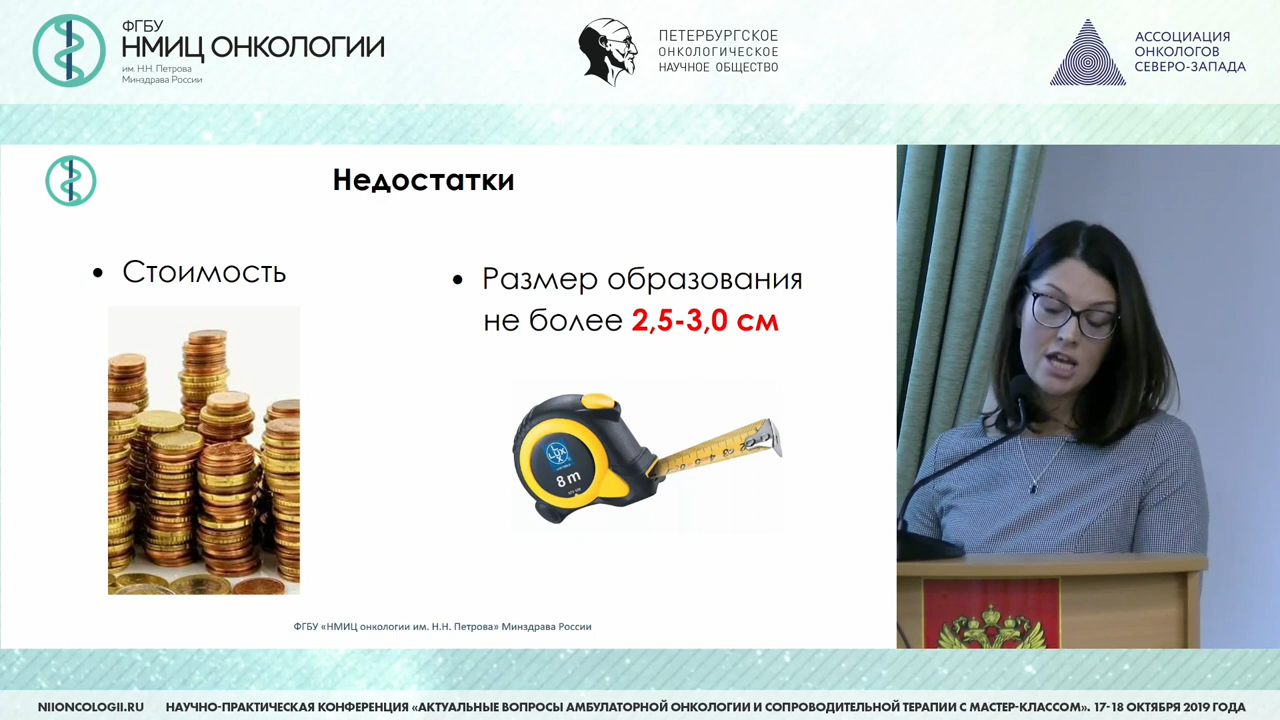 ФГБУ
НМИЦ ОНКОЛОГИИ
им. Н.Н. Петрова
Минздрава России
ПЕТЕРБУРГСКОЕ
ОНКОЛОГИЧЕСКОЕ
НАУЧНОЕ ОБЩЕСТВО
АССОЦИАЦИЯ
ОНКОЛОГОВ
СЕВЕРО-ЗАПАДА
Недостатки
• Стоимость
• Размер образования
не более 2,5-3,0 см
8 m
ФГБУ «НМИЦ онкологии им. Н.Н. Петрова» Минздрава России
NIIONCOLOGII.RU НАУЧНО-ПРАКТИЧЕСКАЯ КОНФЕРЕНЦИЯ «АКТУАЛЬНЫЕ ВОПРОСЫ АМБУЛАТОРНОЙ ОНКОЛОГИИ И СОПРОВОДИТЕЛЬНОЙ ТЕРАПИИ С МАСТЕР-КЛАССОМ». 17-18 ОКТЯБРЯ 2019 ГОДА